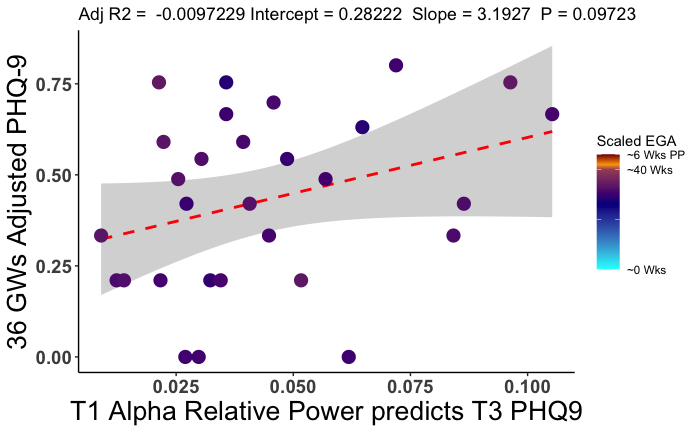 Adj R2 =  -0.0097229 Intercept = 0.28222  Slope = 3.1927  P = 0.09723
36 GWs Adjusted PHQ-9
0.75
0.50
0.25
0.00
0.025 0.050 0.075 0.100
T1 Alpha Relative Power predicts T3 PHQ9
Scaled EGA
~6 Wks PP
~40 Wks
~0 Wks